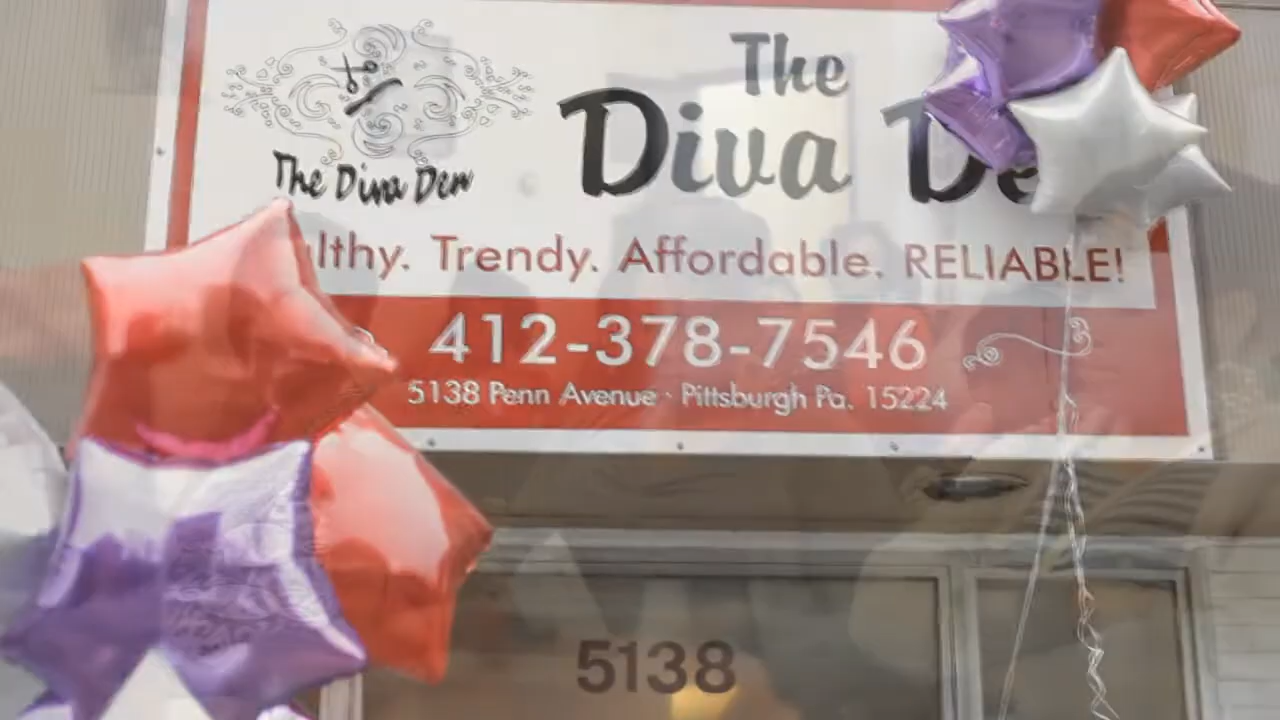 The Diva Den
The
Diva De
lthy. Trendy. Affordable. RELIABLE!
412-378-7546
5138 Penn Avenue · Pittsburgh Pa. 15224
5138